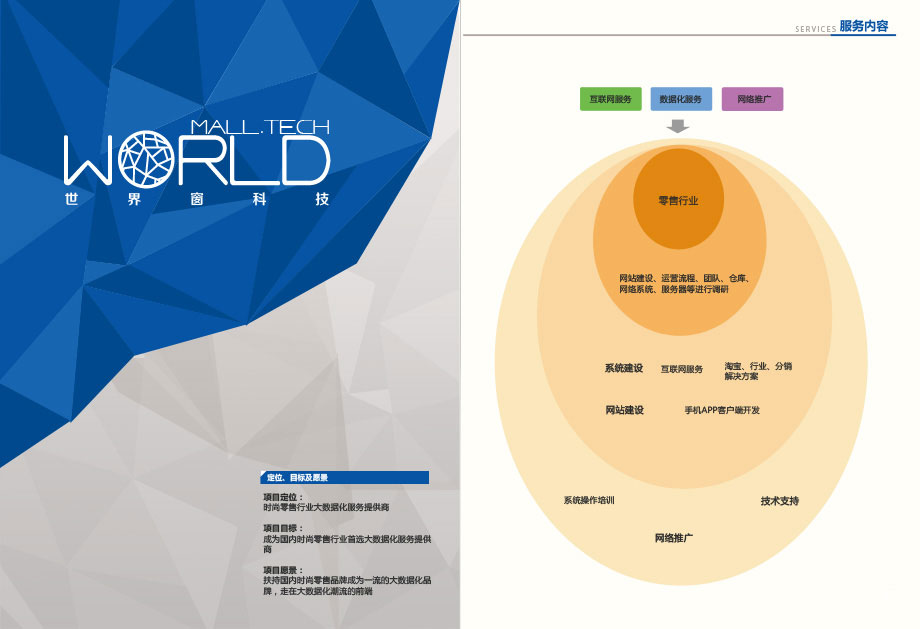 MALL.TECH
WORLD
世界窗科技
定位、目标及愿景
项目定位：
时尚零售行业大数据化服务提供商
项目目标：
成为国内时尚零售行业首选大数据化服务提供
商
项目愿景：
扶持国内时尚零售品牌成为一流的大数据化品
牌，走在大数据化潮流的前端
SERVICES 服务内容
互联网服务 数据化服务 网络推广
零售行业
网站建设、运营流程、团队、仓库、
网络系统、服务器等进行调研
系统建设 互联网服务 淘宝、行业、分销
解决方案
网站建设 手机APP客户端开发
系统操作培训 技术支持
网络推广